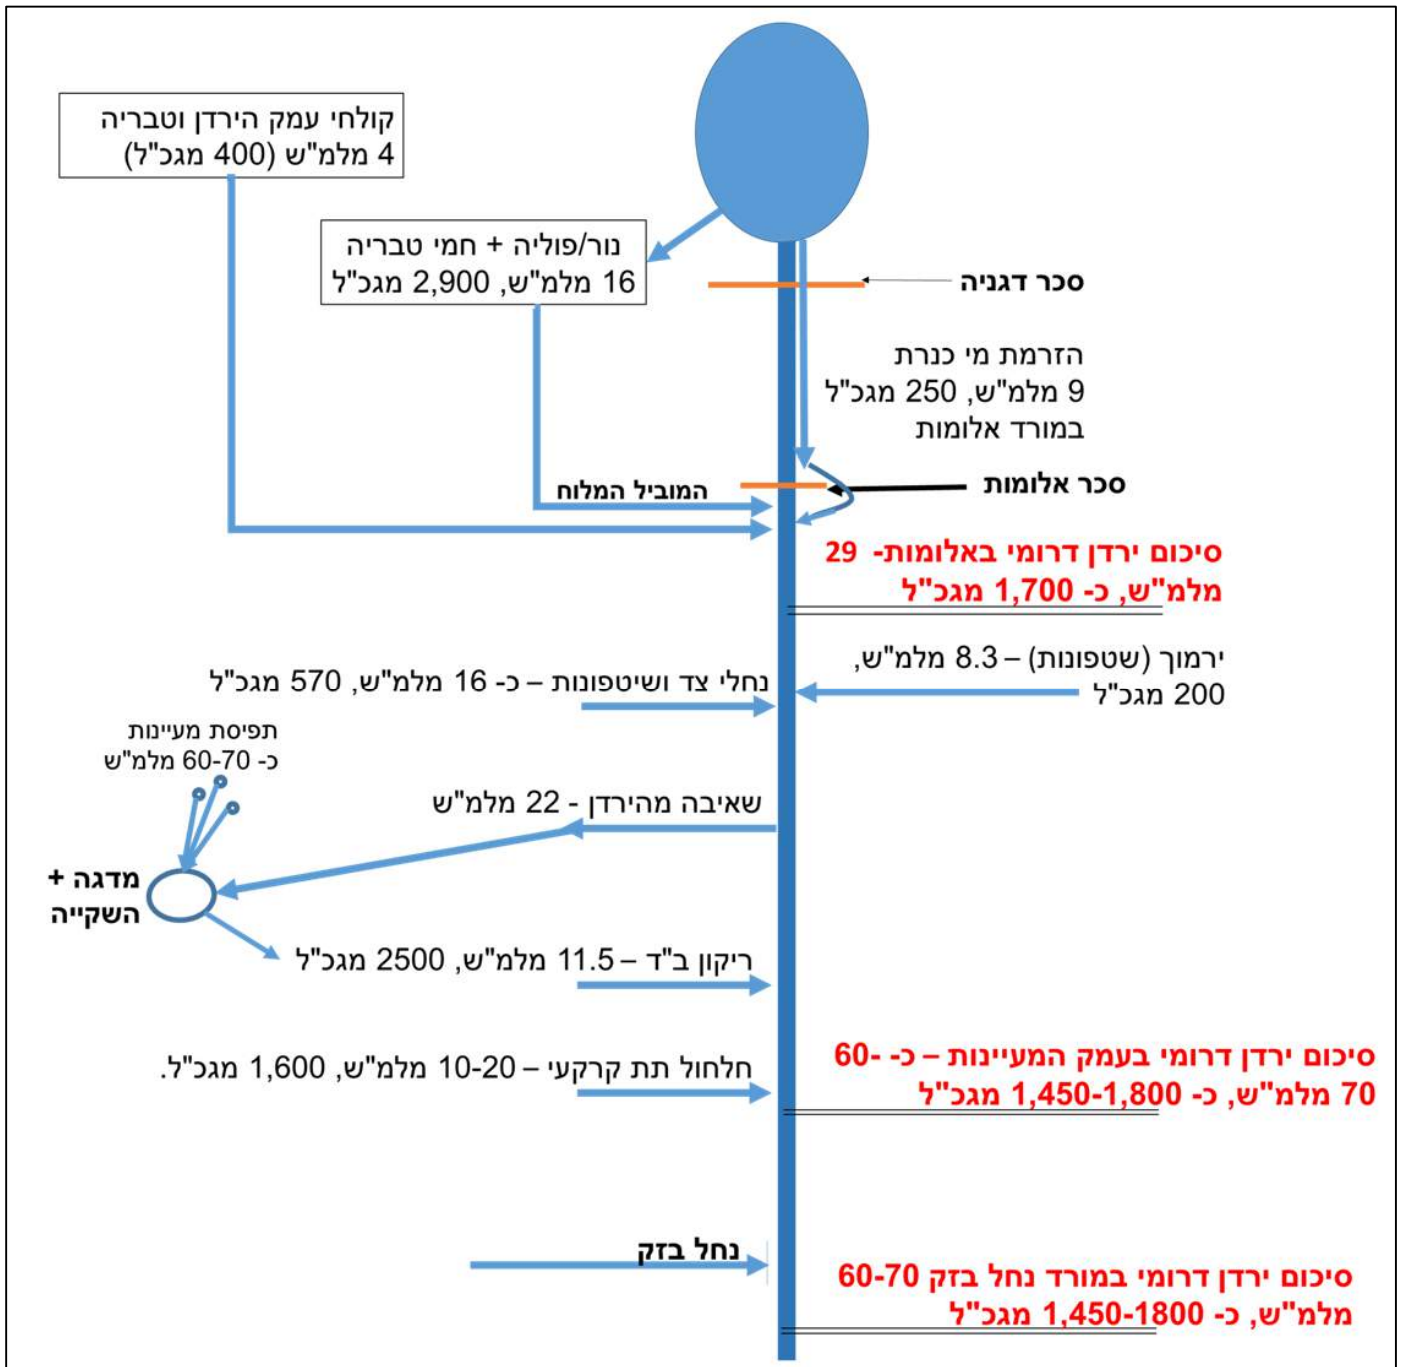 קולחי עמק הירדן וטבריה
4 מלמ"ש (400 מגכ"ל)
נור/פוליה + חמי טבריה
16 מלמ"ש, 2,900 מגכ"ל
סכר דגניה
הזרמת מי כנרת
9 מלמ"ש, 250 מגכ"ל
במורד אלומות
סכר אלומות
המוביל המלוח
סיכום ירדן דרומי באלומות- 29
מלמ"ש, כ- 1,700 מגכ"ל
ירמוך (שטפונות) – 8.3 מלמ"ש,
200 מגכ"ל
נחלי צד ושיטפונות – כ- 16 מלמ"ש, 570 מגכ"ל
תפיסת מעיינות
כ- 60-70 מלמ"ש
שאיבה מהירדן - 22 מלמ"ש
מדגה +
השקייה
ריקון ב"ד – 11.5 מלמ"ש, 2500 מגכ"ל
חלחול תת קרקעי – 10-20 מלמ"ש, 1,600 מגכ"ל.
סיכום ירדן דרומי בעמק המעיינות – כ- 60-
70 מלמ"ש, כ- 1,450-1,800 מגכ"ל
נחל בזק
סיכום ירדן דרומי במורד נחל בזק 60-70
מלמ"ש, כ- 1,450-1800 מגכ"ל